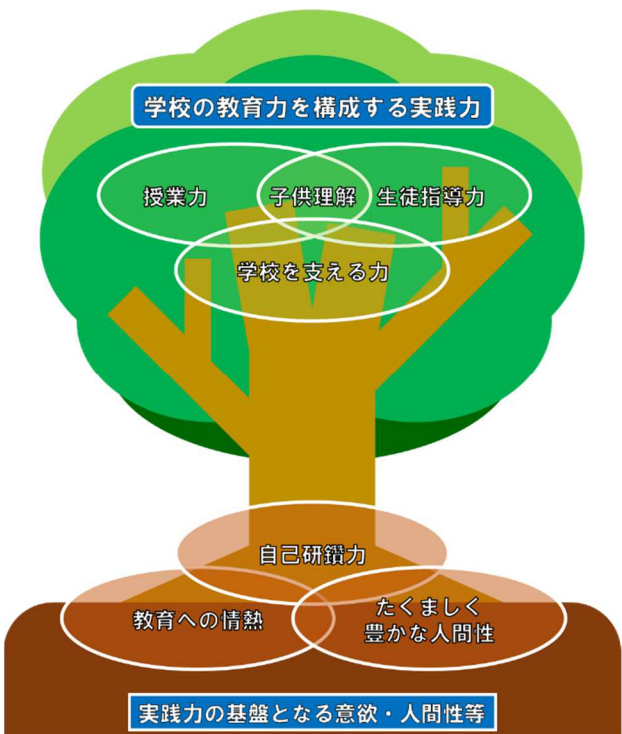 学校の教育力を構成する実践力
授業力
子供理解
生徒指導力
学校を支える力
自己研鑽力
教育への情熱
たくましく
豊かな人間性
実践力の基盤となる意欲・人間性等